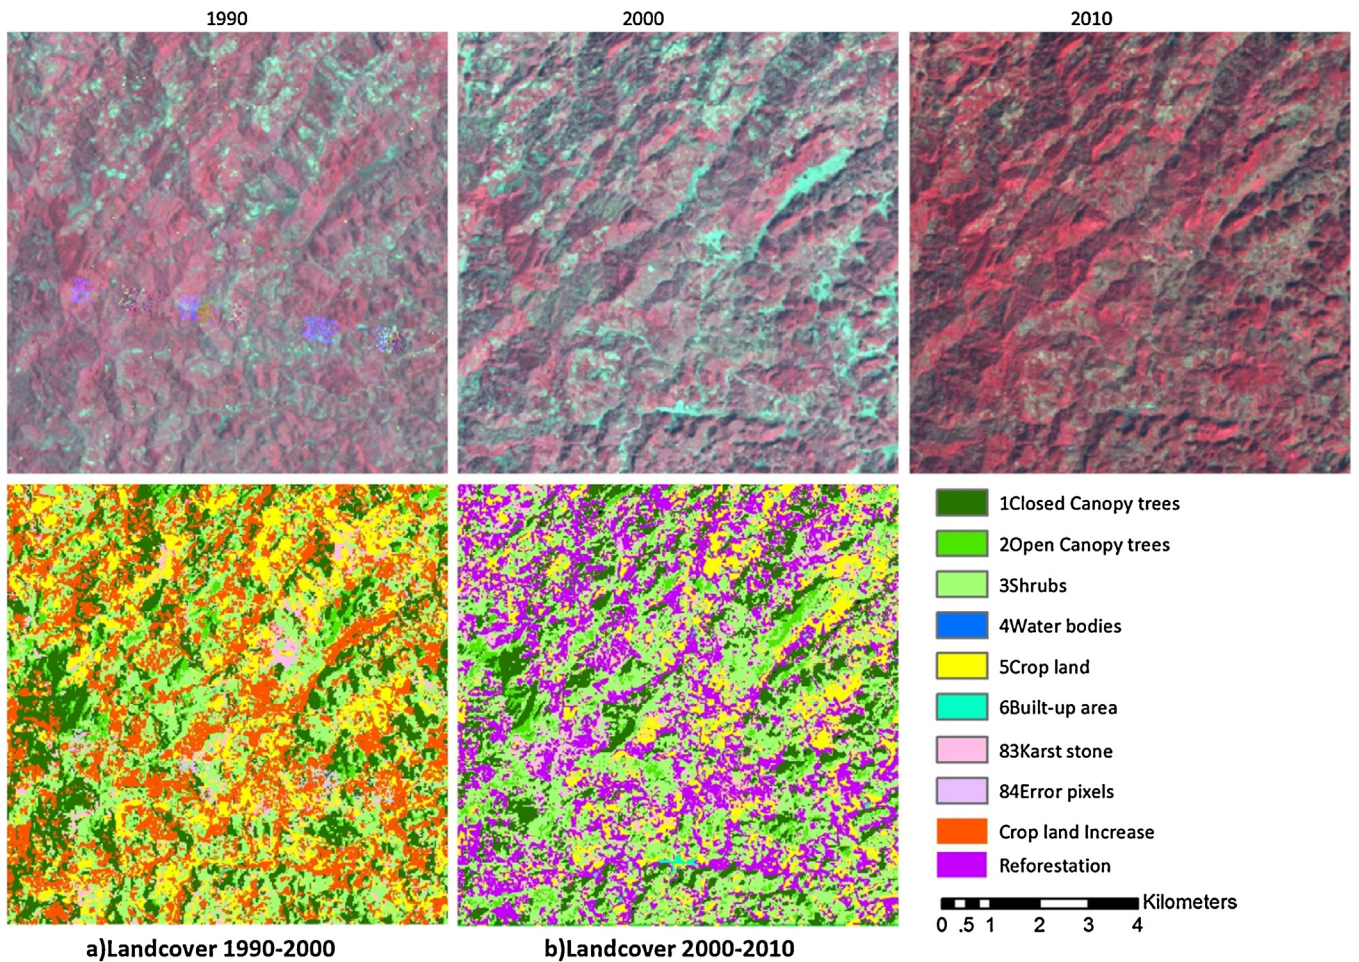 1990
2000
2010
1Closed Canopy trees
2Open Canopy trees
3Shrubs
4Water bodies
5Crop land
6Built-up area
83Karst stone
84Error pixels
Crop land Increase
Reforestation
Kilometers
0 .5 1 2 3 4
a)Landcover 1990-2000
b)Landcover 2000-2010